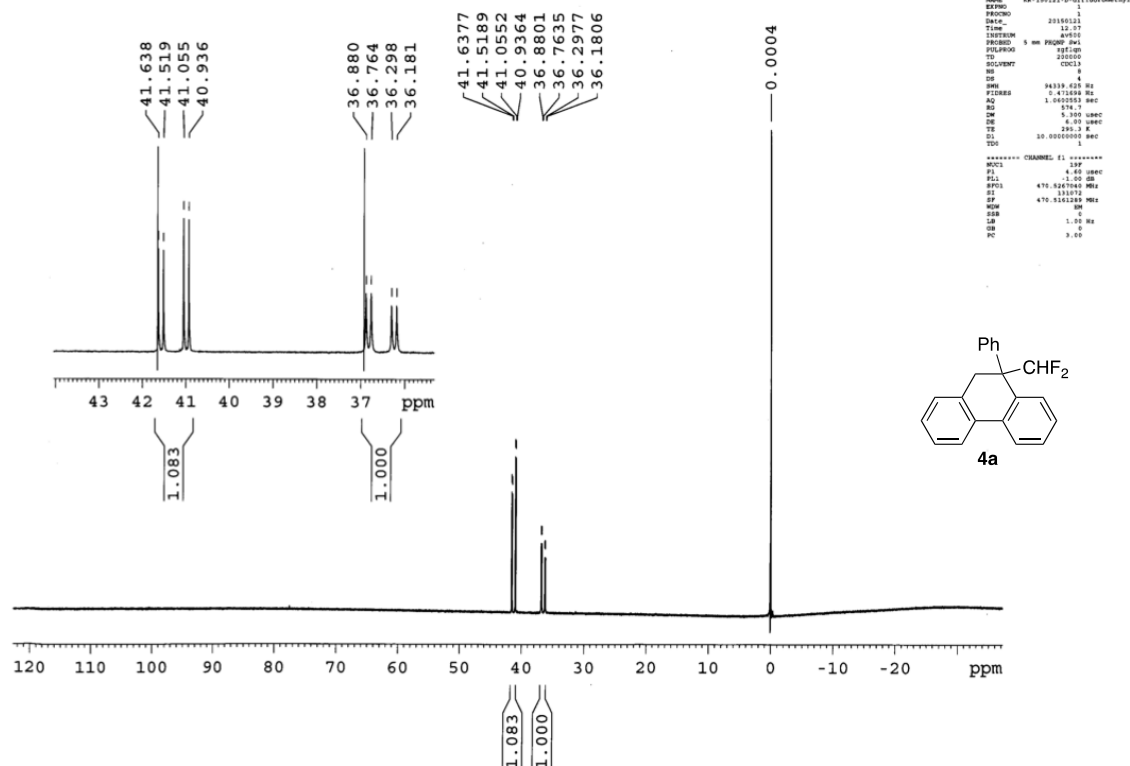 41.638
41.519
41.055
40.936
36.880
36.764
36.298
36.181
41.6377
41.5189
41.0552
40.9364
36.8801
36.7635
36.2977
36.1806
0.0004
EXPNO 1
PROCNO 1
Date_ 20150121
Time 12.07
INSTRUM av500
SOLVENT CDCl3
NS 8
DS 4
SWH 94339.625 Hz
FIDRES 0.471698 Hz
AQ 1.0600553 sec
RG 574.7
DW 5.300 usec
DE 6.00 usec
TE 295.3 K
D1 10.00000000 sec
TD0 1
======== CHANNEL f1 ========
NUC1 19F
P1 4.60 usec
PL1 -1.00 dB
SFO1 470.5267040 MHz
SI 131072
SF 470.5161289 MHz
WDW EM
SSB 0
LB 1.00 Hz
GB 0
PC 3.00
43 42 41 40 39 38 37 ppm
1.083
1.000
Ph
CHF2
4a
120 110 100 90 80 70 60 50 40 30 20 10 0 -10 -20 ppm
1.083
1.000